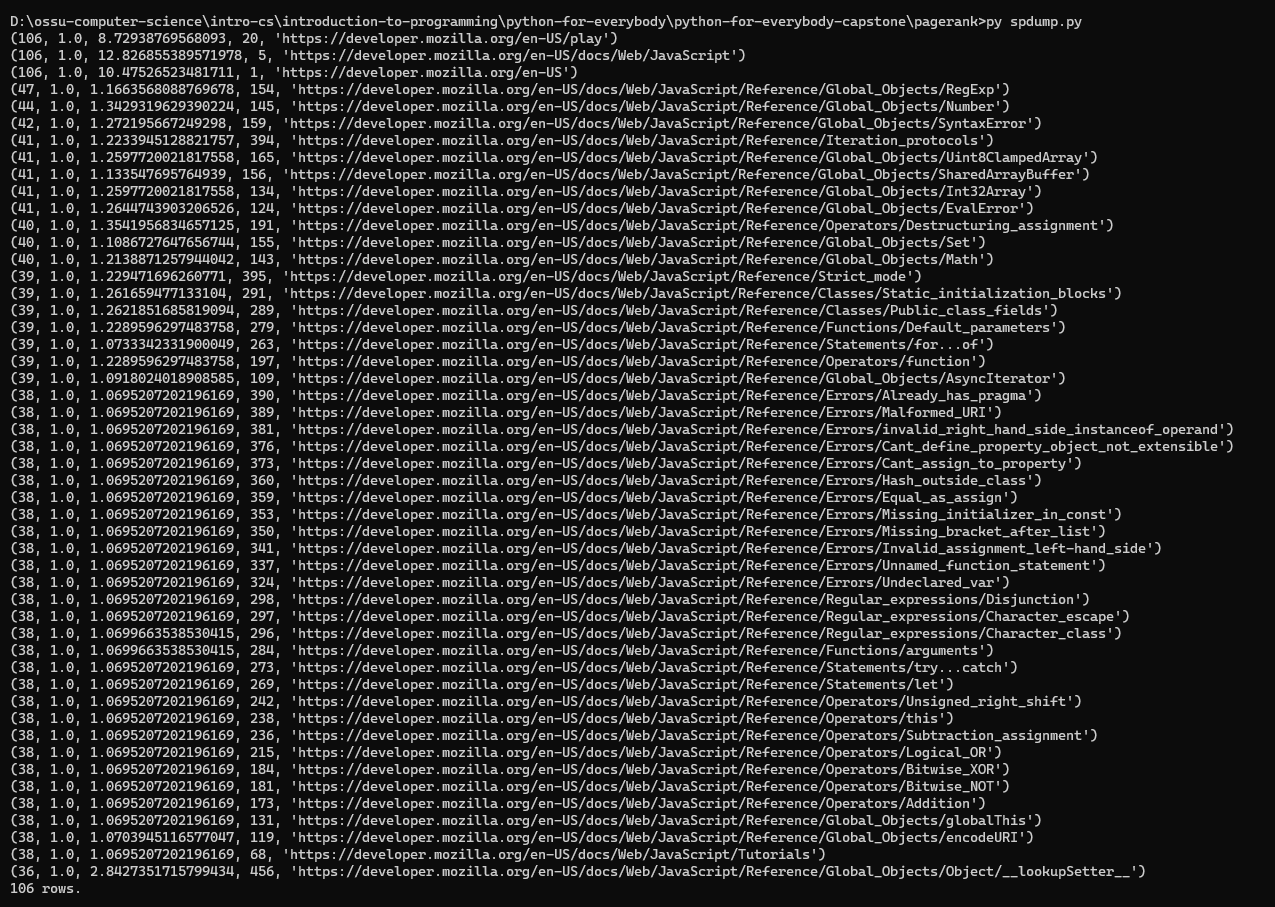 D:\ossu-computer-science\intro-cs\introduction-to-programming\python-for-everybody\python-for-everybody-capstone\pagerank>py spdump.py
(106, 1.0, 8.72938769568093, 20, 'https://developer.mozilla.org/en-US/play')
(106, 1.0, 12.826855389571978, 5, 'https://developer.mozilla.org/en-US/docs/Web/JavaScript')
(106, 1.0, 10.47526523481711, 1, 'https://developer.mozilla.org/en-US')
(47, 1.0, 1.1663568088769678, 154, 'https://developer.mozilla.org/en-US/docs/Web/JavaScript/Reference/Global_Objects/RegExp')
(44, 1.0, 1.3429319629390224, 145, 'https://developer.mozilla.org/en-US/docs/Web/JavaScript/Reference/Global_Objects/Number')
(42, 1.0, 1.272195667249298, 159, 'https://developer.mozilla.org/en-US/docs/Web/JavaScript/Reference/Global_Objects/SyntaxError')
(41, 1.0, 1.2233945128821757, 394, 'https://developer.mozilla.org/en-US/docs/Web/JavaScript/Reference/Iteration_protocols')
(41, 1.0, 1.2597720021817558, 165, 'https://developer.mozilla.org/en-US/docs/Web/JavaScript/Reference/Global_Objects/Uint8ClampedArray')
(41, 1.0, 1.133547695764939, 156, 'https://developer.mozilla.org/en-US/docs/Web/JavaScript/Reference/Global_Objects/SharedArrayBuffer')
(41, 1.0, 1.2597720021817558, 134, 'https://developer.mozilla.org/en-US/docs/Web/JavaScript/Reference/Global_Objects/Int32Array')
(41, 1.0, 1.2644743903206526, 124, 'https://developer.mozilla.org/en-US/docs/Web/JavaScript/Reference/Global_Objects/EvalError')
(40, 1.0, 1.3541956834657125, 191, 'https://developer.mozilla.org/en-US/docs/Web/JavaScript/Reference/Operators/Destructuring_assignment')
(40, 1.0, 1.1086727647656744, 155, 'https://developer.mozilla.org/en-US/docs/Web/JavaScript/Reference/Global_Objects/Set')
(40, 1.0, 1.2138871257944042, 143, 'https://developer.mozilla.org/en-US/docs/Web/JavaScript/Reference/Global_Objects/Math')
(39, 1.0, 1.229471696260771, 395, 'https://developer.mozilla.org/en-US/docs/Web/JavaScript/Reference/Strict_mode')
(39, 1.0, 1.261659477133104, 291, 'https://developer.mozilla.org/en-US/docs/Web/JavaScript/Reference/Classes/Static_initialization_blocks')
(39, 1.0, 1.2621851685819094, 289, 'https://developer.mozilla.org/en-US/docs/Web/JavaScript/Reference/Classes/Public_class_fields')
(39, 1.0, 1.2289596297483758, 279, 'https://developer.mozilla.org/en-US/docs/Web/JavaScript/Reference/Functions/Default_parameters')
(39, 1.0, 1.0733342331900049, 263, 'https://developer.mozilla.org/en-US/docs/Web/JavaScript/Reference/Statements/for...of')
(39, 1.0, 1.2289596297483758, 197, 'https://developer.mozilla.org/en-US/docs/Web/JavaScript/Reference/Operators/function')
(39, 1.0, 1.0918024018908585, 109, 'https://developer.mozilla.org/en-US/docs/Web/JavaScript/Reference/Global_Objects/AsyncIterator')
(38, 1.0, 1.0695207202196169, 390, 'https://developer.mozilla.org/en-US/docs/Web/JavaScript/Reference/Errors/Already_has_pragma')
(38, 1.0, 1.0695207202196169, 389, 'https://developer.mozilla.org/en-US/docs/Web/JavaScript/Reference/Errors/Malformed_URI')
(38, 1.0, 1.0695207202196169, 381, 'https://developer.mozilla.org/en-US/docs/Web/JavaScript/Reference/Errors/invalid_right_hand_side_instanceof_operand')
(38, 1.0, 1.0695207202196169, 376, 'https://developer.mozilla.org/en-US/docs/Web/JavaScript/Reference/Errors/Cant_define_property_object_not_extensible')
(38, 1.0, 1.0695207202196169, 373, 'https://developer.mozilla.org/en-US/docs/Web/JavaScript/Reference/Errors/Cant_assign_to_property')
(38, 1.0, 1.0695207202196169, 360, 'https://developer.mozilla.org/en-US/docs/Web/JavaScript/Reference/Errors/Hash_outside_class')
(38, 1.0, 1.0695207202196169, 359, 'https://developer.mozilla.org/en-US/docs/Web/JavaScript/Reference/Errors/Equal_as_assign')
(38, 1.0, 1.0695207202196169, 353, 'https://developer.mozilla.org/en-US/docs/Web/JavaScript/Reference/Errors/Missing_initializer_in_const')
(38, 1.0, 1.0695207202196169, 350, 'https://developer.mozilla.org/en-US/docs/Web/JavaScript/Reference/Errors/Missing_bracket_after_list')
(38, 1.0, 1.0695207202196169, 341, 'https://developer.mozilla.org/en-US/docs/Web/JavaScript/Reference/Errors/Invalid_assignment_left-hand_side')
(38, 1.0, 1.0695207202196169, 337, 'https://developer.mozilla.org/en-US/docs/Web/JavaScript/Reference/Errors/Unnamed_function_statement')
(38, 1.0, 1.0695207202196169, 324, 'https://developer.mozilla.org/en-US/docs/Web/JavaScript/Reference/Errors/Undeclared_var')
(38, 1.0, 1.0695207202196169, 298, 'https://developer.mozilla.org/en-US/docs/Web/JavaScript/Reference/Regular_expressions/Disjunction')
(38, 1.0, 1.0695207202196169, 297, 'https://developer.mozilla.org/en-US/docs/Web/JavaScript/Reference/Regular_expressions/Character_escape')
(38, 1.0, 1.0699663538530415, 296, 'https://developer.mozilla.org/en-US/docs/Web/JavaScript/Reference/Regular_expressions/Character_class')
(38, 1.0, 1.0699663538530415, 284, 'https://developer.mozilla.org/en-US/docs/Web/JavaScript/Reference/Functions/arguments')
(38, 1.0, 1.0695207202196169, 273, 'https://developer.mozilla.org/en-US/docs/Web/JavaScript/Reference/Statements/try...catch')
(38, 1.0, 1.0695207202196169, 269, 'https://developer.mozilla.org/en-US/docs/Web/JavaScript/Reference/Statements/let')
(38, 1.0, 1.0695207202196169, 242, 'https://developer.mozilla.org/en-US/docs/Web/JavaScript/Reference/Operators/Unsigned_right_shift')
(38, 1.0, 1.0695207202196169, 238, 'https://developer.mozilla.org/en-US/docs/Web/JavaScript/Reference/Operators/this')
(38, 1.0, 1.0695207202196169, 236, 'https://developer.mozilla.org/en-US/docs/Web/JavaScript/Reference/Operators/Subtraction_assignment')
(38, 1.0, 1.0695207202196169, 215, 'https://developer.mozilla.org/en-US/docs/Web/JavaScript/Reference/Operators/Logical_OR')
(38, 1.0, 1.0695207202196169, 184, 'https://developer.mozilla.org/en-US/docs/Web/JavaScript/Reference/Operators/Bitwise_XOR')
(38, 1.0, 1.0695207202196169, 181, 'https://developer.mozilla.org/en-US/docs/Web/JavaScript/Reference/Operators/Bitwise_NOT')
(38, 1.0, 1.0695207202196169, 173, 'https://developer.mozilla.org/en-US/docs/Web/JavaScript/Reference/Operators/Addition')
(38, 1.0, 1.0695207202196169, 131, 'https://developer.mozilla.org/en-US/docs/Web/JavaScript/Reference/Global_Objects/globalThis')
(38, 1.0, 1.0703945116577047, 119, 'https://developer.mozilla.org/en-US/docs/Web/JavaScript/Reference/Global_Objects/encodeURI')
(38, 1.0, 1.0695207202196169, 68, 'https://developer.mozilla.org/en-US/docs/Web/JavaScript/Tutorials')
(36, 1.0, 2.8427351715799434, 456, 'https://developer.mozilla.org/en-US/docs/Web/JavaScript/Reference/Global_Objects/Object/__lookupSetter__')
106 rows.